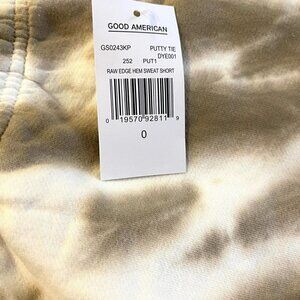 GOOD AMERICAN
GS0243KP PUTTY TIE
DYE001
252 PUT1
RAW EDGE HEM SWEAT SHORT
0 19570 92811 9
0